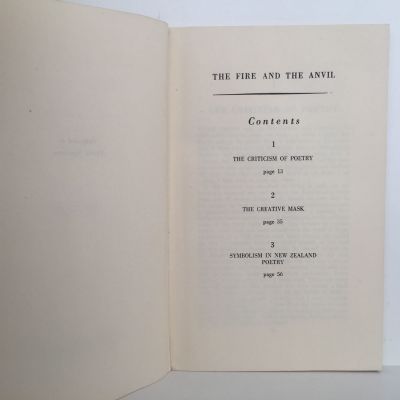 THE FIRE AND THE ANVIL
Contents
1
THE CRITICISM OF POETRY
page 13
2
THE CREATIVE MASK
page 35
3
SYMBOLISM IN NEW ZEALAND
POETRY
page 56